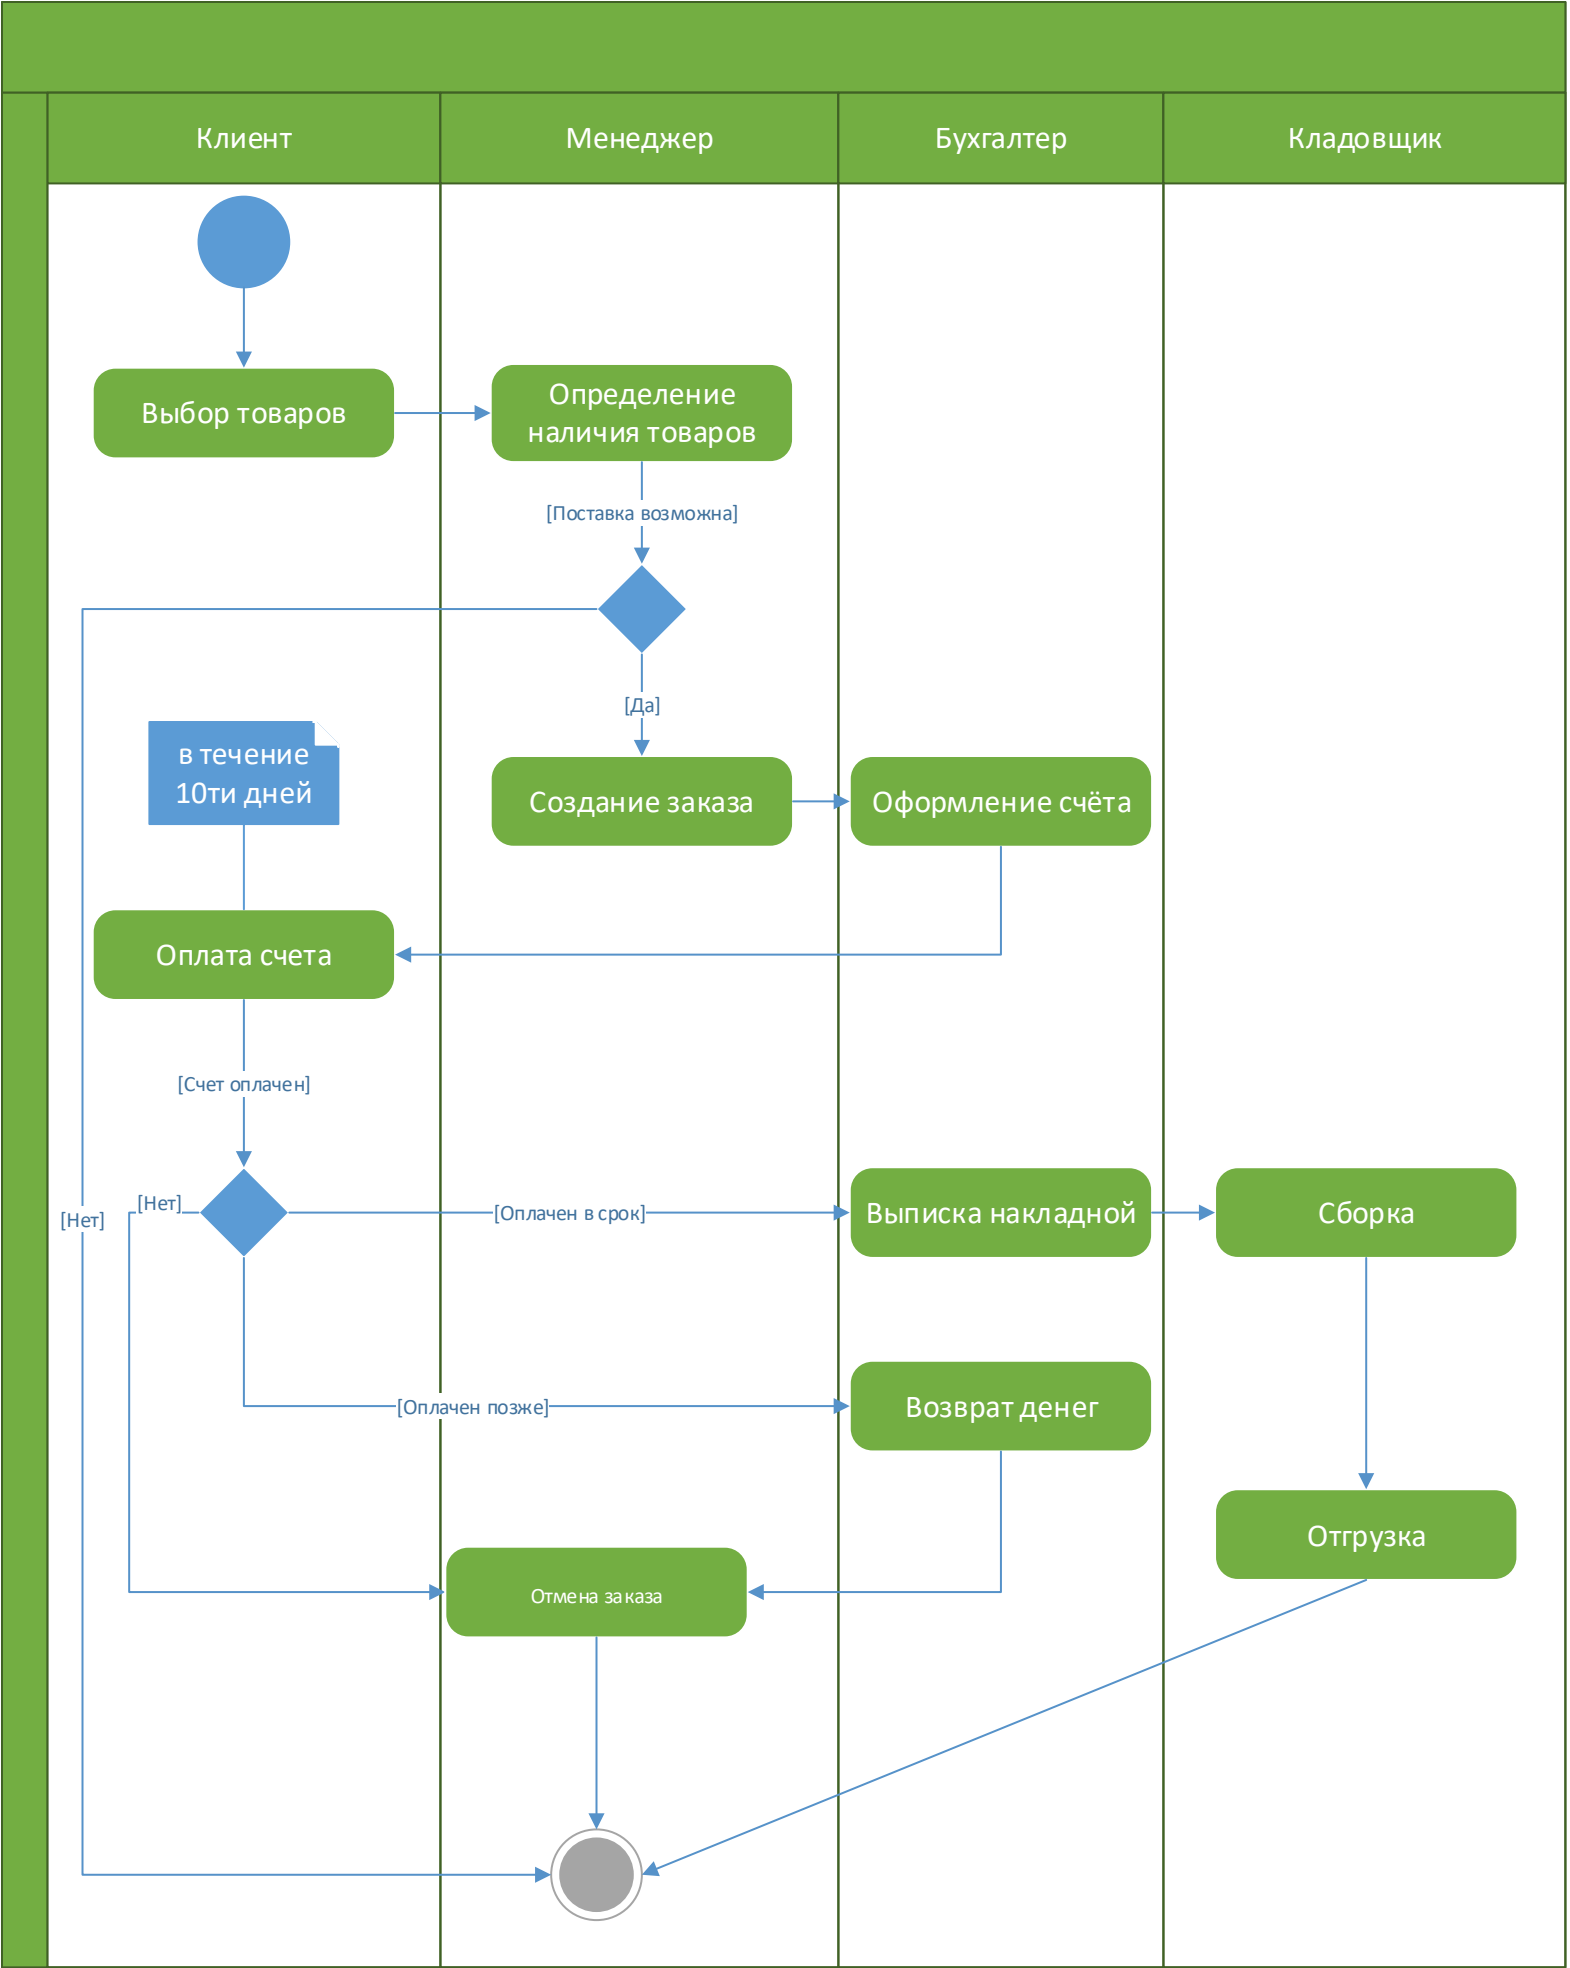 Клиент
Менеджер
Бухгалтер
Кладовщик
Выбор товаров
Определение
наличия товаров
[Поставка возможна]
[Да]
в течение
10ти дней
Создание заказа
Оформление счёта
Оплата счета
[Счет оплачен]
[Нет]
[Нет]
[Оплачен в срок]
Выписка накладной
Сборка
[Оплачен позже]
Возврат денег
Отгрузка
Отмена заказа